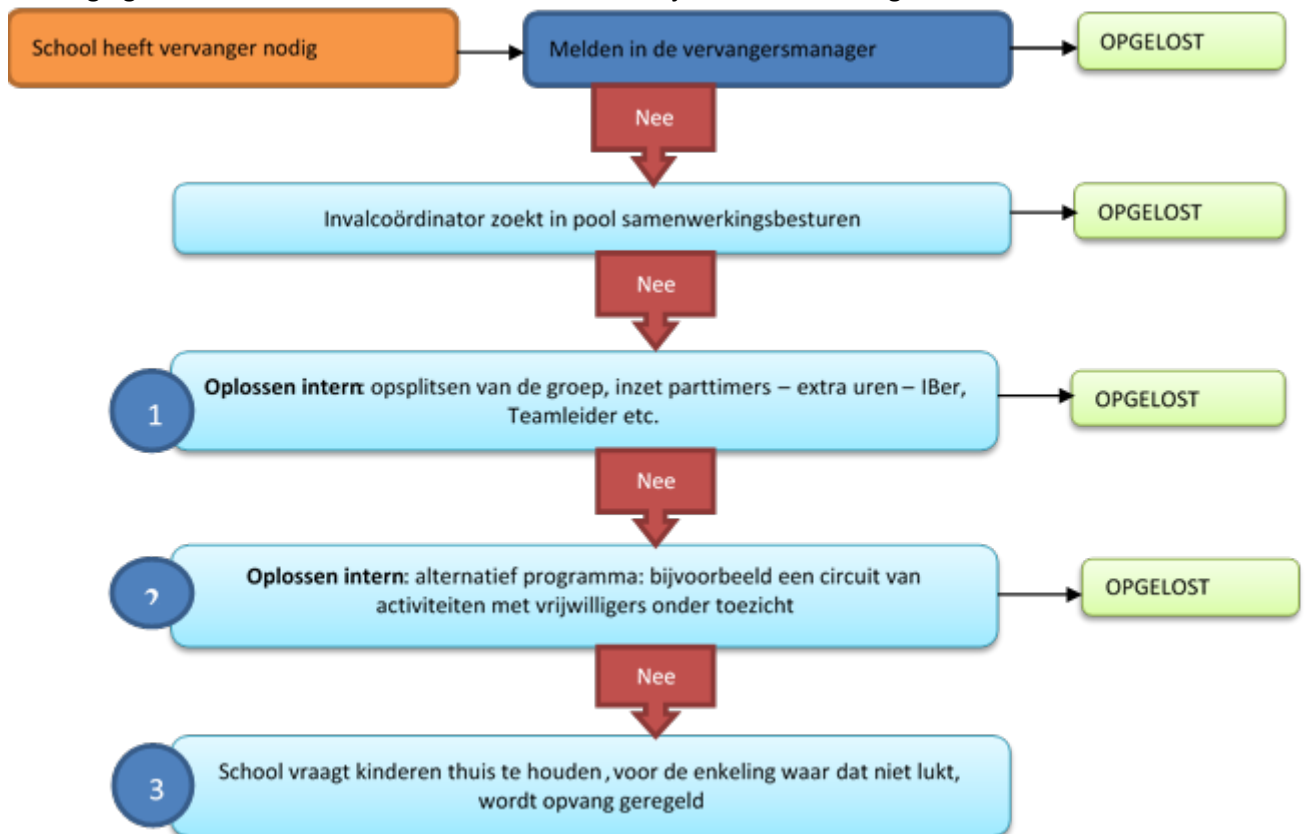 School heeft vervanger nodig
Melden in de vervangersmanager
OPGELOST
Nee
Invalcoördinator zoekt in pool samenwerkingsbesturen
OPGELOST
Nee
1
Oplossen intern: opsplitsen van de groep, inzet parttimers – extra uren – IBer,
Teamleider etc.
OPGELOST
Nee
2
Oplossen intern: alternatief programma: bijvoorbeeld een circuit van
activiteiten met vrijwilligers onder toezicht
OPGELOST
Nee
3
School vraagt kinderen thuis te houden ,voor de enkeling waar dat niet lukt,
wordt opvang geregeld